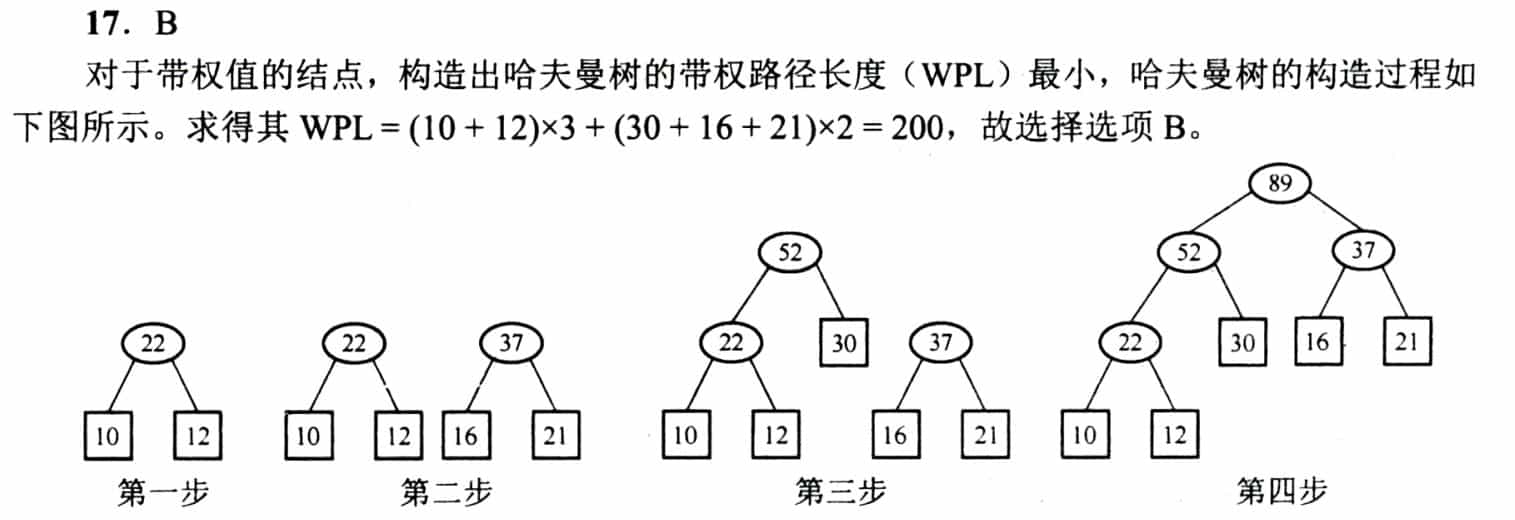 17. B
对于带权值的结点，构造出哈夫曼树的带权路径长度（WPL）最小，哈夫曼树的构造过程如
下图所示。求得其 WPL = (10 + 12)×3 + (30 + 16 + 21)×2 = 200，故选择选项 B。
89
52 52 37
22 22 37 22 30 37 22 30 16 21
10 12 10 12 16 21 10 12 16 21 10 12
第一步 第二步 第三步 第四步